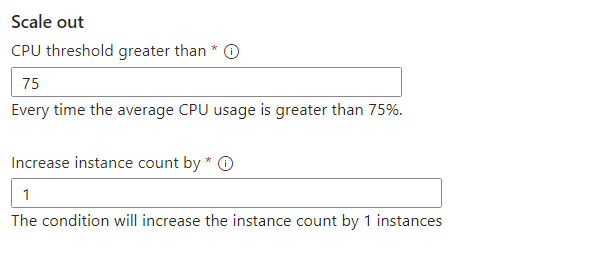 Scale out
CPU threshold greater than *
75
Every time the average CPU usage is greater than 75%.
Increase instance count by *
1
The condition will increase the instance count by 1 instances